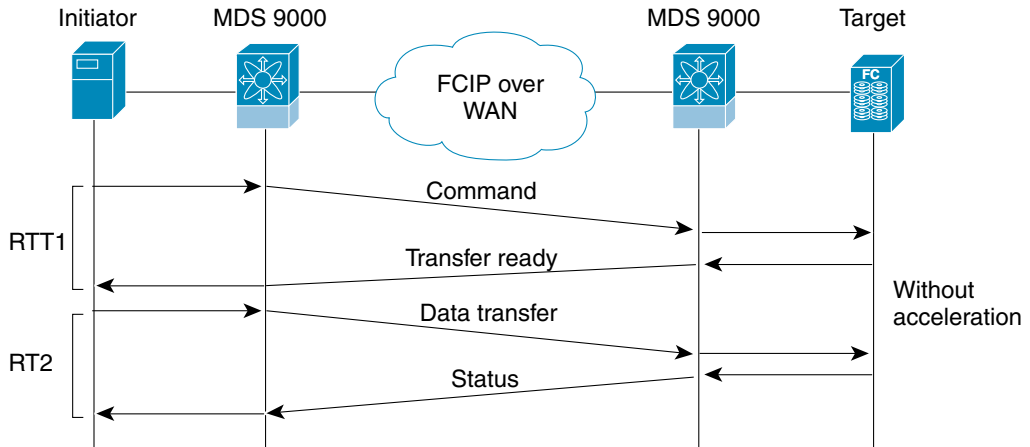 Initiator
MDS 9000
MDS 9000
Target
FCIP over
WAN
FC
Command
RTT1
Transfer ready
Without
acceleration
Data transfer
RT2
Status